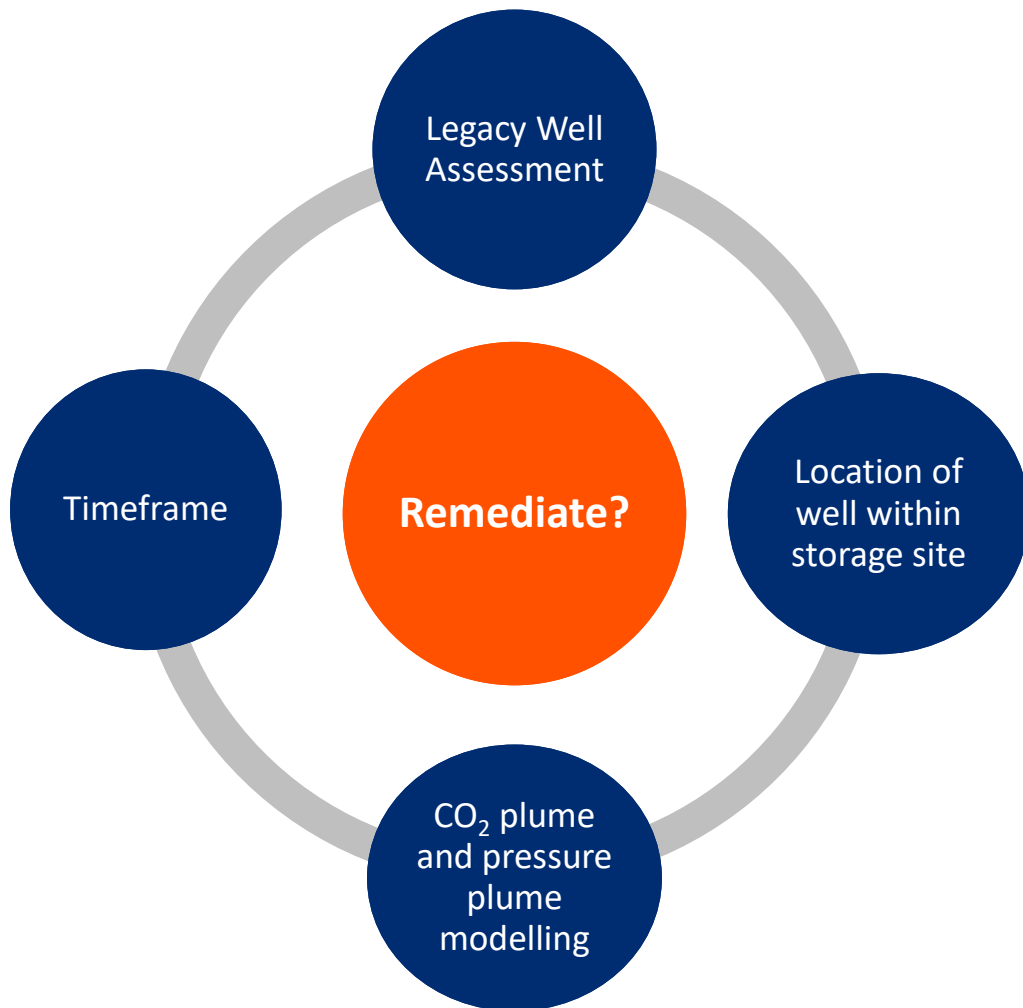 Legacy Well
Assessment
Location of
well within
storage site
Remediate?
Timeframe
CO₂ plume
and pressure
plume
modelling